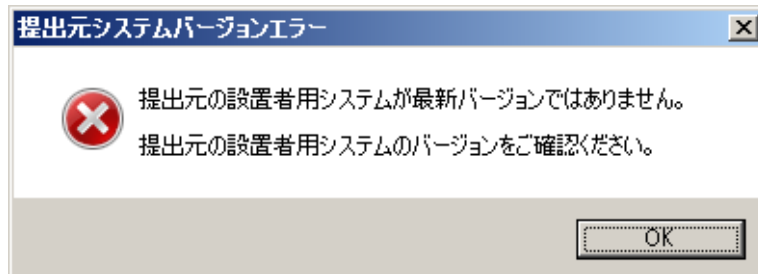 提出元システムバージョンエラー
提出元の設置者用システムが最新バージョンではありません。
提出元の設置者用システムのバージョンをご確認ください。
OK